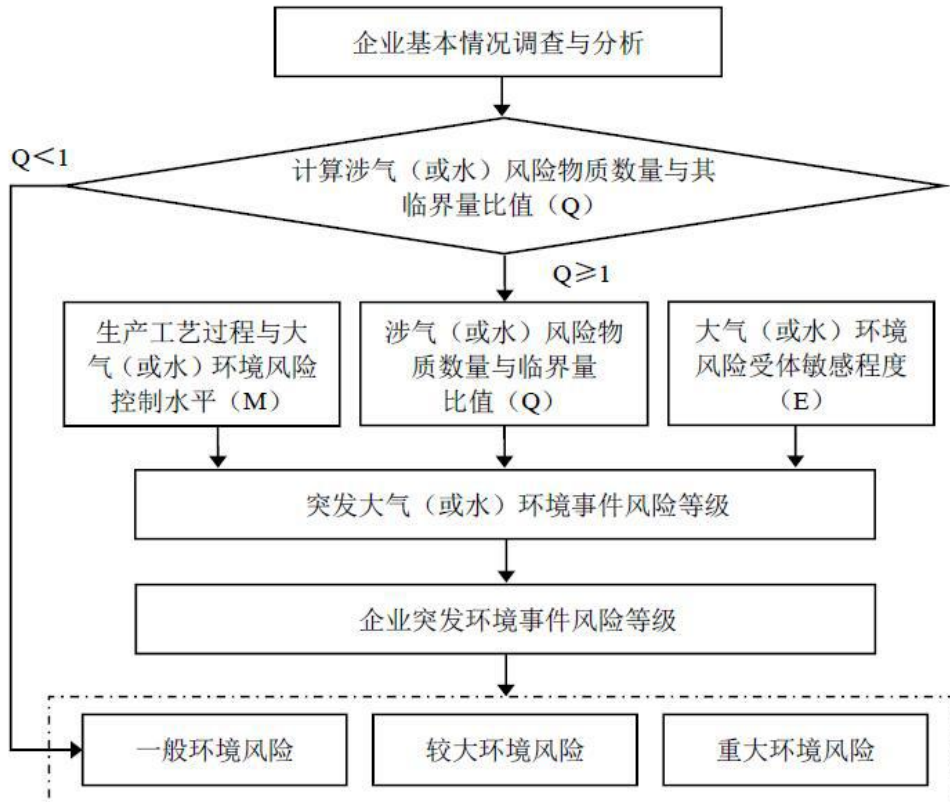 企业基本情况调查与分析
Q＜1
计算涉气（或水）风险物质数量与其
临界量比值（Q）
Q≥1
生产工艺过程与大
气（或水）环境风险
控制水平（M）
涉气（或水）风险物
质数量与临界量
比值（Q）
大气（或水）环境
风险受体敏感程度
（E）
突发大气（或水）环境事件风险等级
企业突发环境事件风险等级
一般环境风险
较大环境风险
重大环境风险